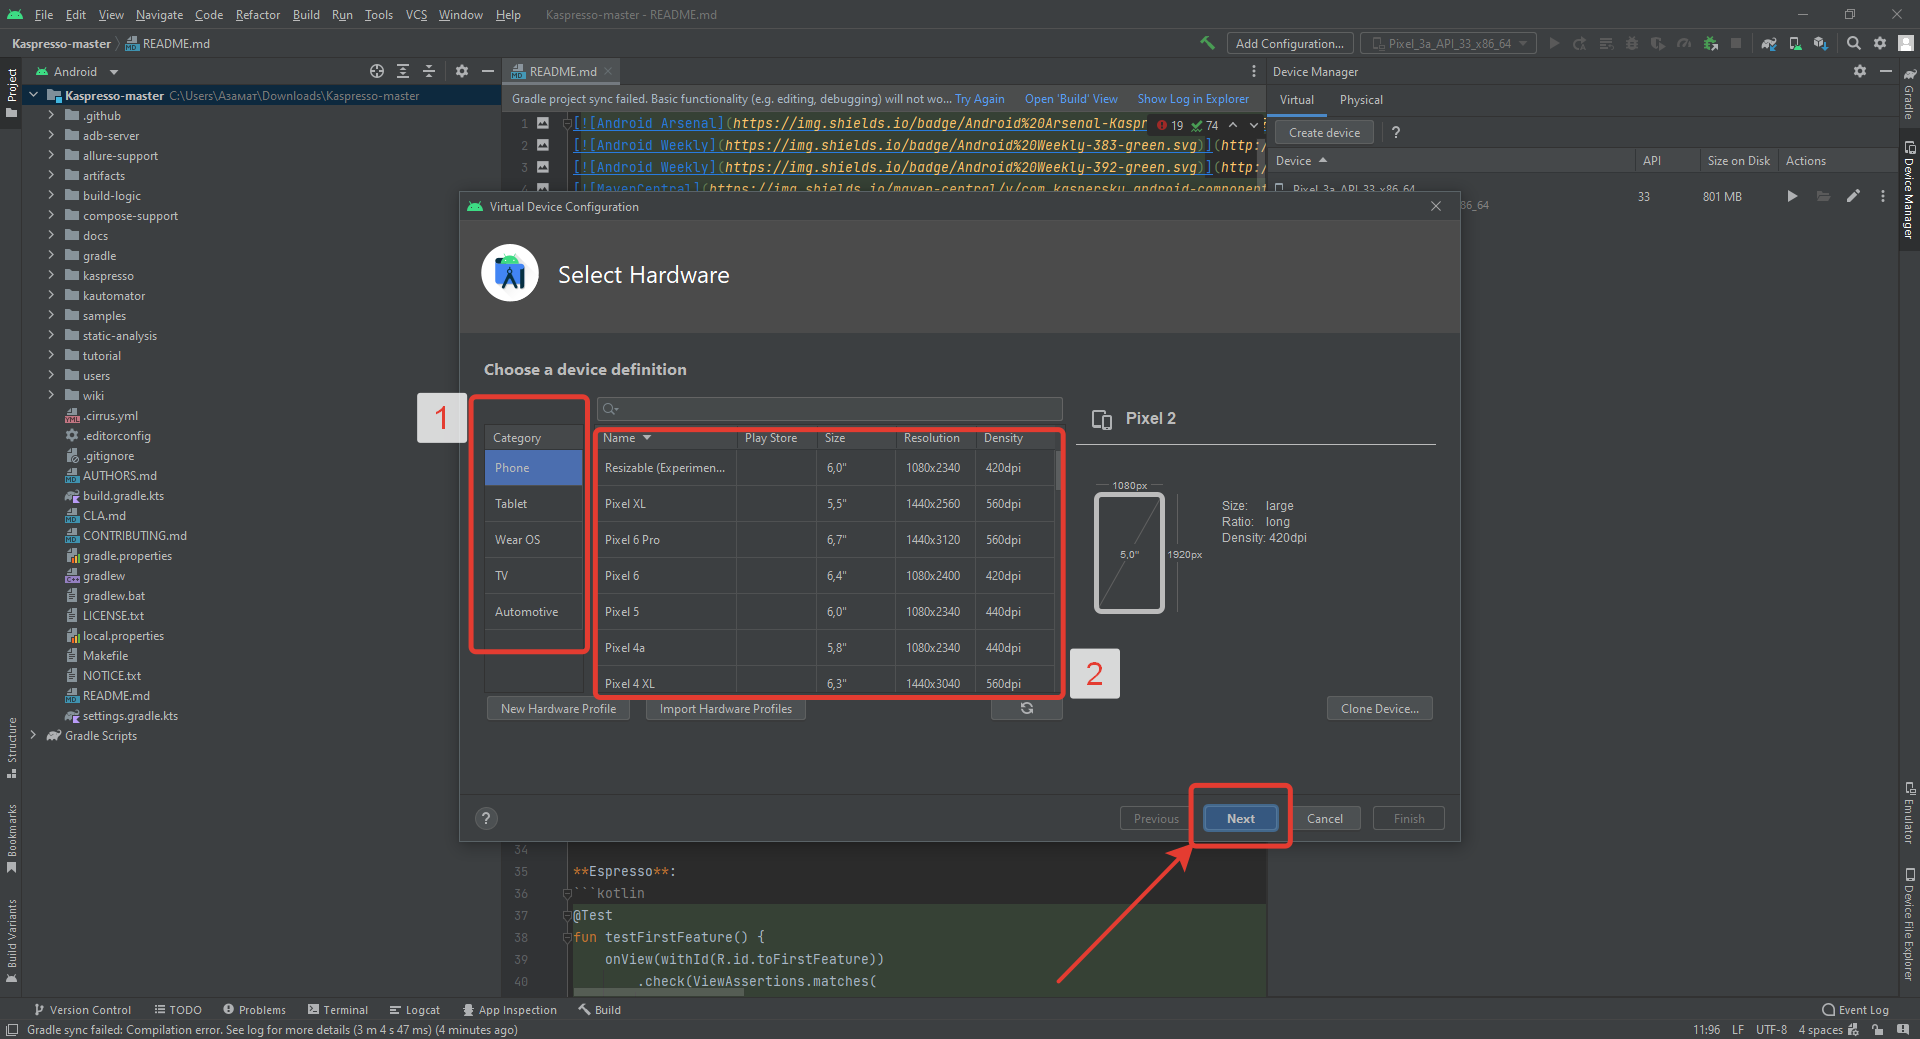 File Edit View Navigate Code Refactor Build Run Tools VCS Window Help Kaspresso-master - README.md
Kaspresso-master README.md Add Configuration... Pixel_3a_API_33_x86_64
Project
Android
Kaspresso-master C:\Users\Азамат\Downloads\Kaspresso-master
.github
adb-server
allure-support
artifacts
build-logic
compose-support
docs
gradle
kaspresso
kautomator
samples
static-analysis
tutorial
users
wiki
.cirrus.yml
.editorconfig
.gitignore
AUTHORS.md
build.gradle.kts
CLA.md
CONTRIBUTING.md
gradle.properties
gradlew
gradlew.bat
LICENSE.txt
local.properties
Makefile
NOTICE.txt
README.md
settings.gradle.kts
Gradle Scripts
Structure
Bookmarks
Build Variants
README.md
Gradle project sync failed. Basic functionality (e.g. editing, debugging) will not wo... Try Again Open 'Build' View Show Log in Explorer
1 [![Android Arsenal](https://img.shields.io/badge/Android%20Arsenal-Kaspr 19 74
2 [![Android Weekly](https://img.shields.io/badge/Android%20Weekly-383-green.svg)](http:/
3 [![Android Weekly](https://img.shields.io/badge/Android%20Weekly-392-green.svg)](http:/
4 [![MavenCentral](https://img.shields.io/maven-central/v/com.kaspersky.android-component
Virtual Device Configuration
Select Hardware
Choose a device definition
1
Category
Phone
Tablet
Wear OS
TV
Automotive
Name Play Store Size Resolution Density
Resizable (Experimen... 6,0" 1080x2340 420dpi
Pixel XL 5,5" 1440x2560 560dpi
Pixel 6 Pro 6,7" 1440x3120 560dpi
Pixel 6 6,4" 1080x2400 420dpi
Pixel 5 6,0" 1080x2340 440dpi
Pixel 4a 5,8" 1080x2340 440dpi
Pixel 4 XL 6,3" 1440x3040 560dpi
2
Pixel 2
1080px
5,0"
1920px
Size: large
Ratio: long
Density: 420dpi
New Hardware Profile Import Hardware Profiles Clone Device...
? Previous Next Cancel Finish
34
35 **Espresso**:
36 ```kotlin
37 @Test
38 fun testFirstFeature() {
39 onView(withId(R.id.toFirstFeature))
40 .check(ViewAssertions.matches(
Device Manager
Virtual Physical
Create device ?
Device API Size on Disk Actions
Pixel_3a_API_33_x86_64
86_64
33 801 MB
Gradle
Device Manager
Emulator
Device File Explorer
Version Control TODO Problems Terminal Logcat App Inspection Build Event Log
Gradle sync failed: Compilation error. See log for more details (3 m 4 s 47 ms) (4 minutes ago) 11:96 LF UTF-8 4 spaces